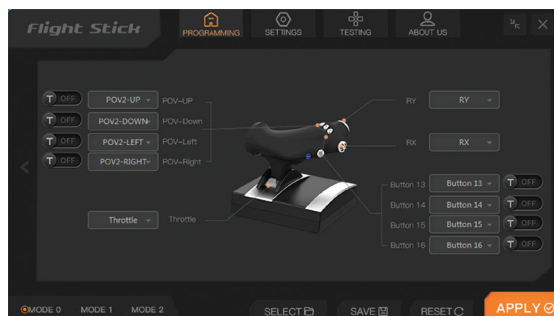 Flight Stick
PROGRAMMING SETTINGS TESTING ABOUT US
T OFF POV2-UP POV-UP
T OFF POV2-DOWN POV-Down
T OFF POV2-LEFT POV-Left
T OFF POV2-RIGHT POV-Right
Throttle Throttle
RY RY
RX RX
Button 13 Button 13 T OFF
Button 14 Button 14 T OFF
Button 15 Button 15 T OFF
Button 16 Button 16 T OFF
MODE 0 MODE 1 MODE 2 SELECT SAVE RESET APPLY